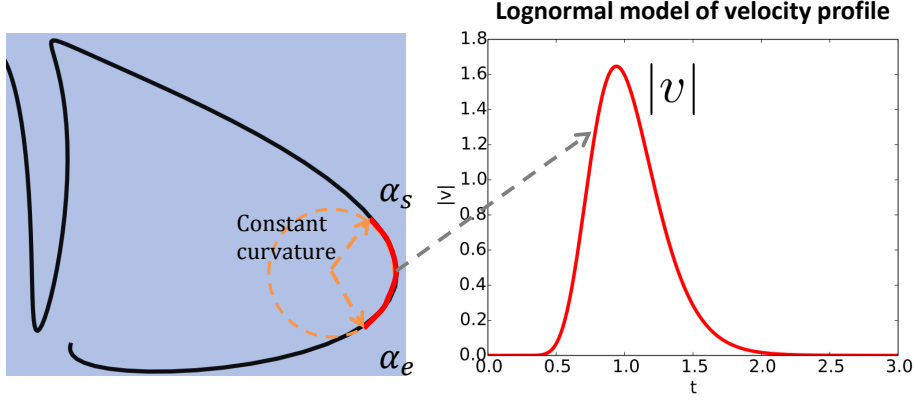 Lognormal model of velocity profile
α_s
Constant
curvature
α_e
|v|
|v|
1.8
1.6
1.4
1.2
1.0
0.8
0.6
0.4
0.2
0.0
0.0 0.5 1.0 1.5 2.0 2.5 3.0
t